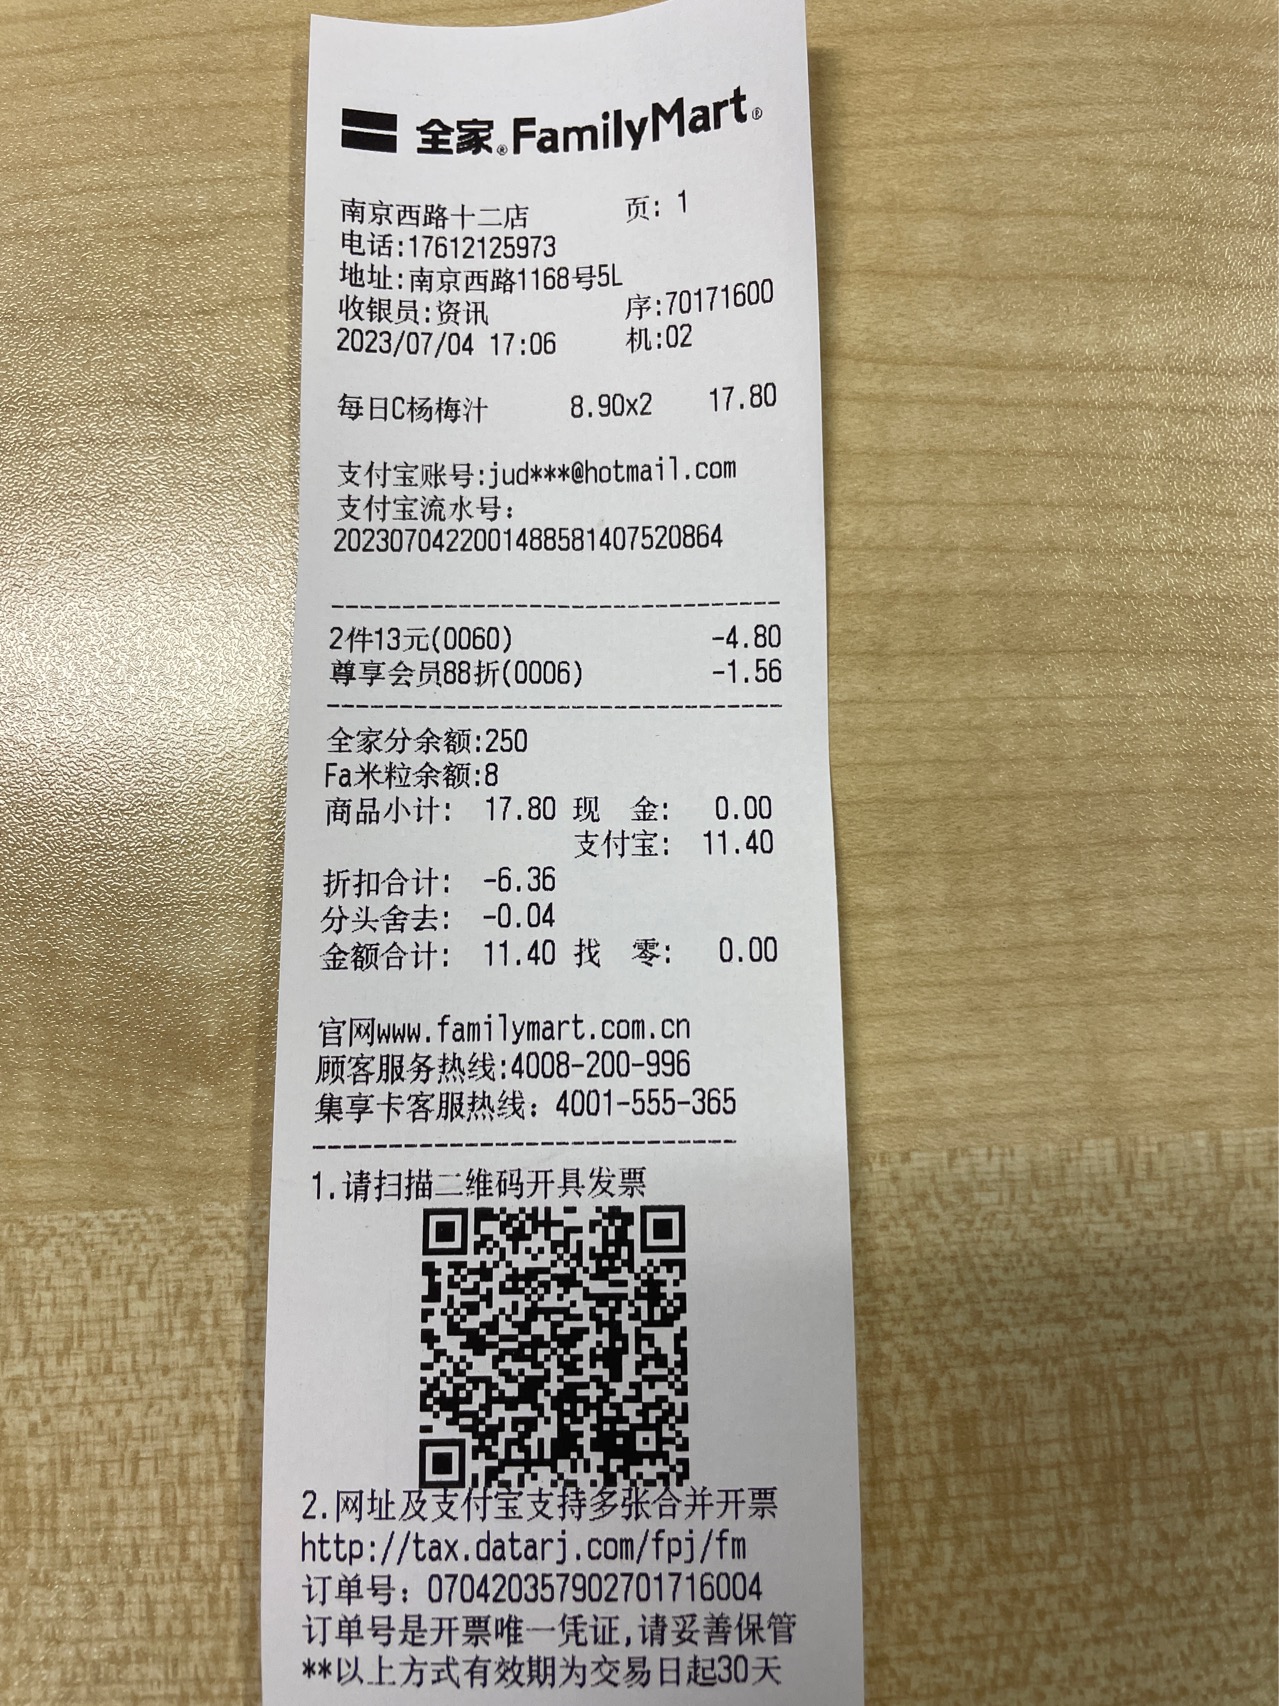 全家®FamilyMart®
南京西路十二店 页: 1
电话:17612125973
地址:南京西路1168号5L
收银员:资讯 序:70171600
2023/07/04 17:06 机:02
每日C杨梅汁 8.90x2 17.80
支付宝账号:jud***@hotmail.com
支付宝流水号:
2023070422001488581407520864
2件13元(0060) -4.80
尊享会员88折(0006) -1.56
全家分余额:250
Fa米粒余额:8
商品小计: 17.80 现 金: 0.00
支付宝: 11.40
折扣合计: -6.36
分头舍去: -0.04
金额合计: 11.40 找 零: 0.00
官网www.familymart.com.cn
顾客服务热线:4008-200-996
集享卡客服热线: 4001-555-365
1.请扫描二维码开具发票
2.网址及支付宝支持多张合并开票
http://tax.datarj.com/fpj/fm
订单号: 070420357902701716004
订单号是开票唯一凭证,请妥善保管
**以上方式有效期为交易日起30天